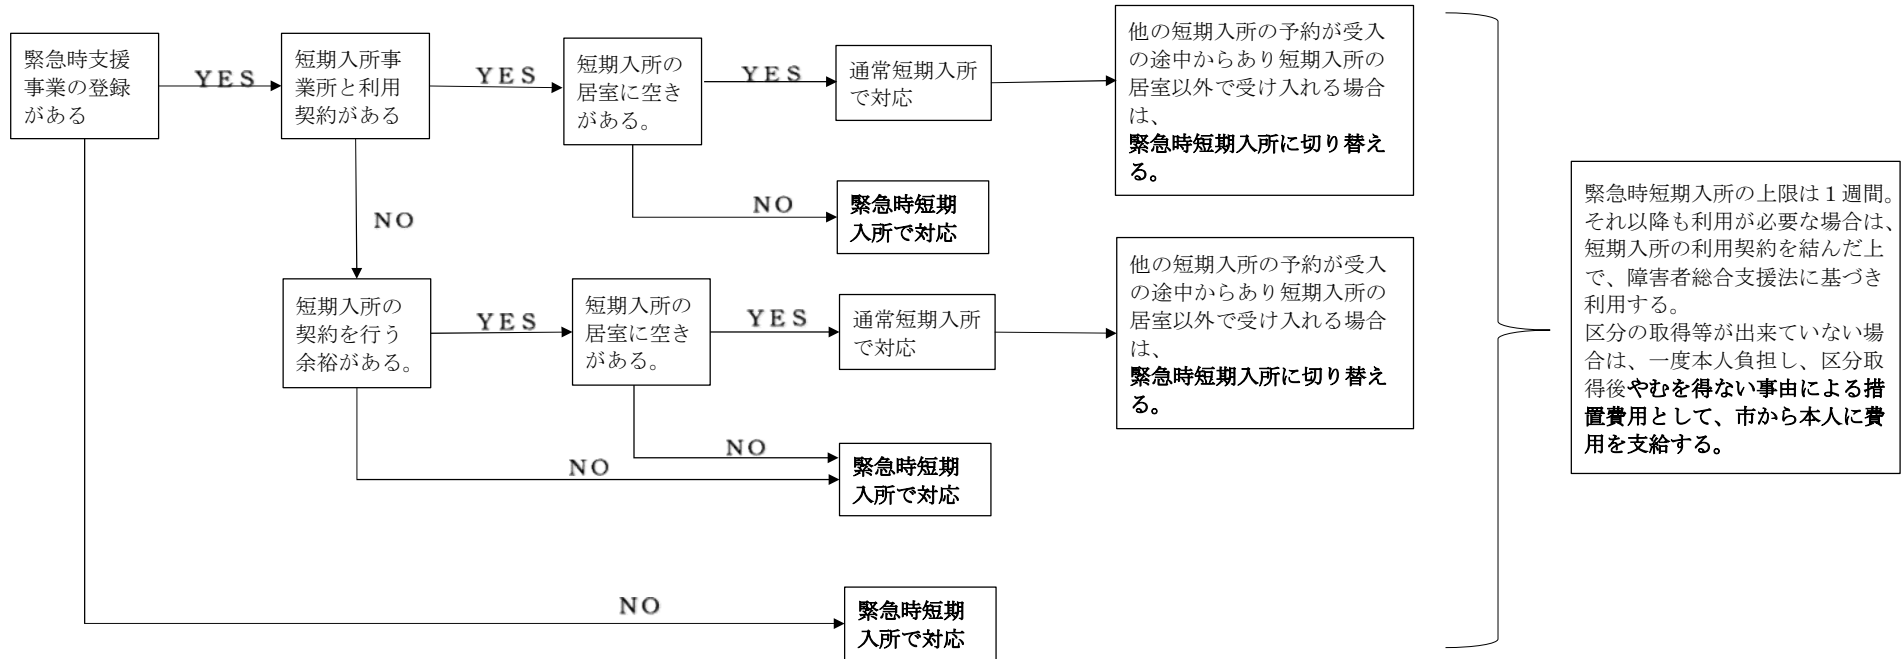 緊急時支援
事業の登録
がある
YES
短期入所事
業所と利用
契約がある
YES
短期入所の
居室に空き
がある。
YES
通常短期入所
で対応
他の短期入所の予約が受入
の途中からあり短期入所の
居室以外で受け入れる場合
は、
緊急時短期入所に切り替え
る。
NO
緊急時短期
入所で対応
NO
短期入所の
契約を行う
余裕がある。
YES
短期入所の
居室に空き
がある。
YES
通常短期入所
で対応
他の短期入所の予約が受入
の途中からあり短期入所の
居室以外で受け入れる場合
は、
緊急時短期入所に切り替え
る。
NO
NO
緊急時短期
入所で対応
NO
緊急時短期
入所で対応
緊急時短期入所の上限は１週間。
それ以降も利用が必要な場合は、
短期入所の利用契約を結んだ上
で、障害者総合支援法に基づき
利用する。
区分の取得等が出来ていない場
合は、一度本人負担し、区分取
得後やむを得ない事由による措
置費用として、市から本人に費
用を支給する。